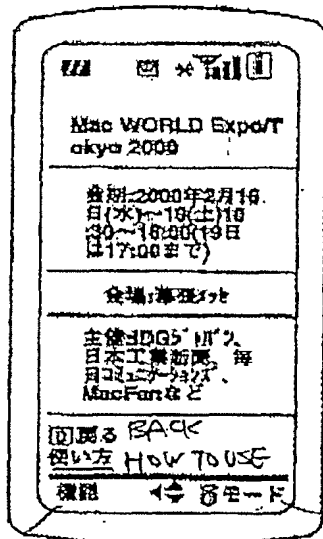 Mac WORLD Expo/T
okyo 2000
会期:2000年2月16
日(水)~19(土)10
:30~18:00(19日
は17:00まで)
会場:幕張メッセ
主催:IDGジャパン、
日本工業新聞、毎
日コミュニケーションズ、
MacFanなど
戻る BACK
使い方 HOW TO USE
機能
モード